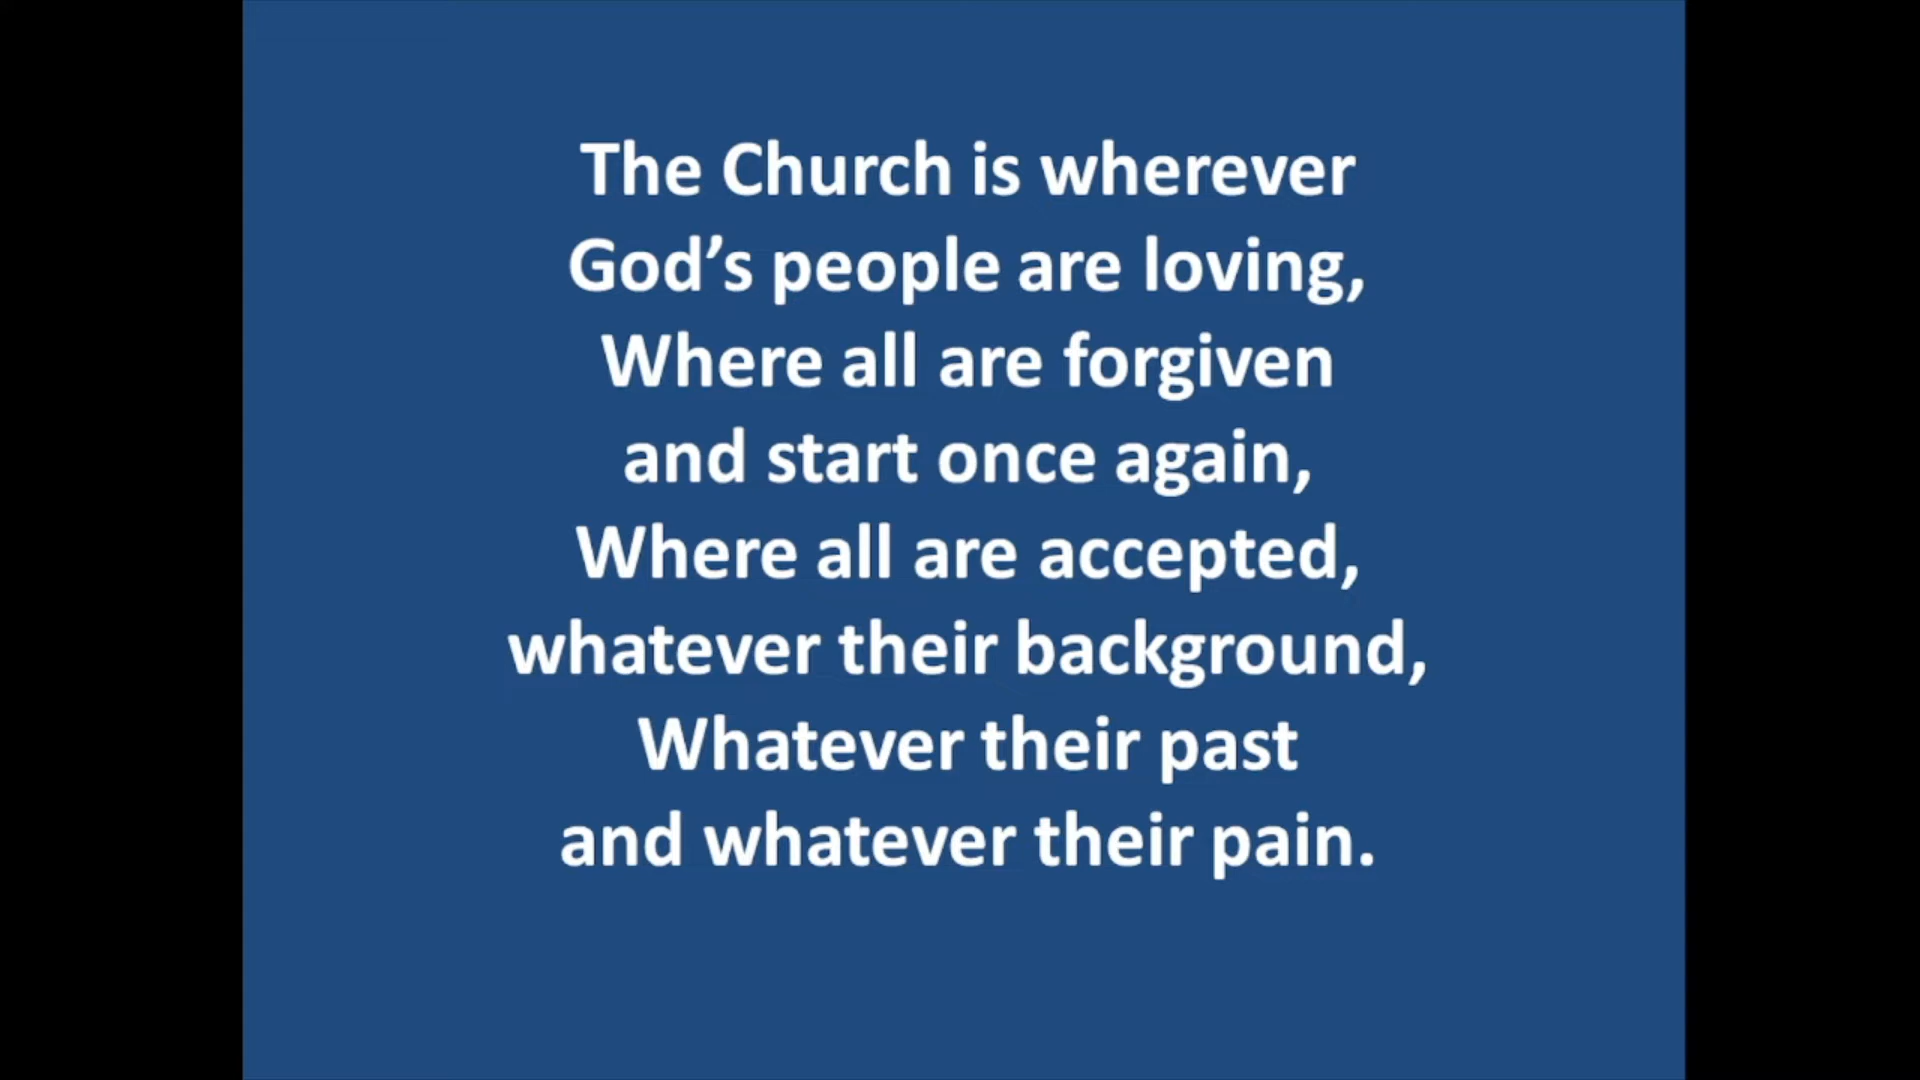 The Church is wherever
God’s people are loving,
Where all are forgiven
and start once again,
Where all are accepted,
whatever their background,
Whatever their past
and whatever their pain.